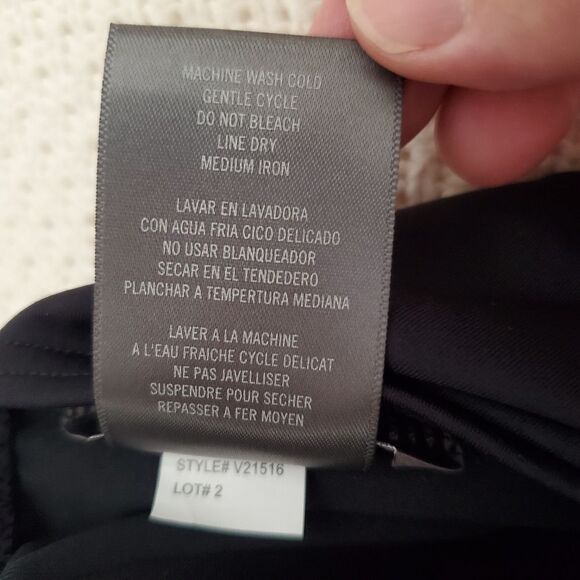 MACHINE WASH COLD
GENTLE CYCLE
DO NOT BLEACH
LINE DRY
MEDIUM IRON
LAVAR EN LAVADORA
CON AGUA FRIA CICO DELICADO
NO USAR BLANQUEADOR
SECAR EN EL TENDEDERO
PLANCHAR A TEMPERTURA MEDIANA
LAVER A LA MACHINE
A L'EAU FRAICHE CYCLE DELICAT
NE PAS JAVELLISER
SUSPENDRE POUR SECHER
REPASSER A FER MOYEN
STYLE# V21516
LOT# 2